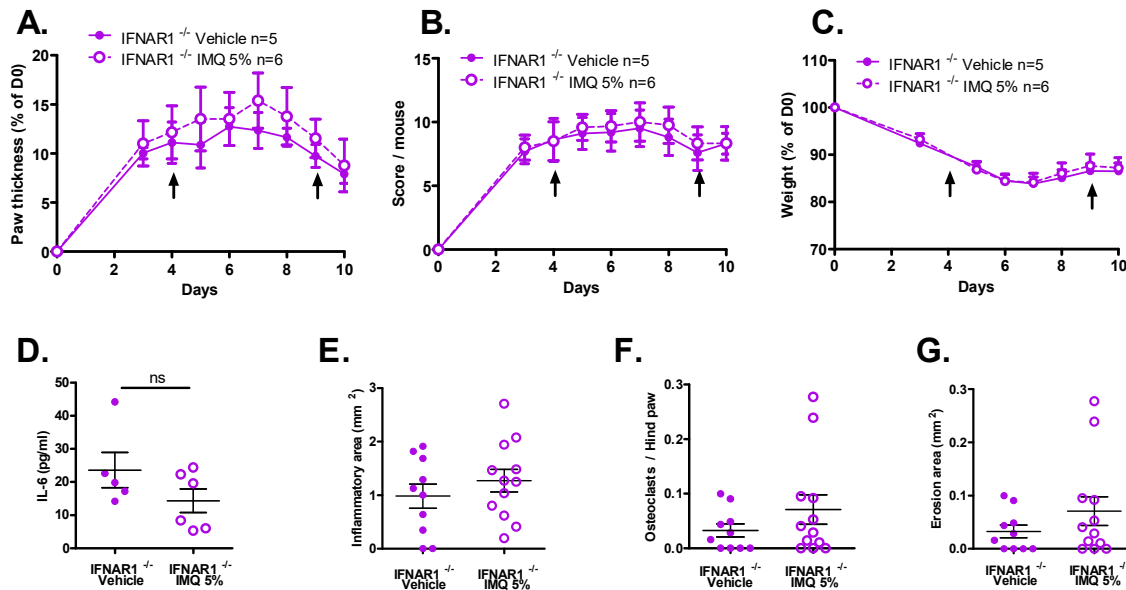 A.
IFNAR1 -/- Vehicle n=5
IFNAR1 -/- IMQ 5% n=6
Paw thickness (% of D0)
20
15
10
5
0
0 2 4 6 8 10
Days
B.
IFNAR1 -/- Vehicle n=5
IFNAR1 -/- IMQ 5% n=6
Score / mouse
15
10
5
0
0 2 4 6 8 10
Days
C.
IFNAR1 -/- Vehicle n=5
IFNAR1 -/- IMQ 5% n=6
Weight (% of D0)
110
100
90
80
70
0 2 4 6 8 10
Days
D.
ns
IL-6 (pg/ml)
50
40
30
20
10
0
IFNAR1 -/-
Vehicle
IFNAR1 -/-
IMQ 5%
E.
Inflammatory area (mm 2)
3
2
1
0
IFNAR1 -/-
Vehicle
IFNAR1 -/-
IMQ 5%
F.
Osteoclasts / Hind paw
0.3
0.2
0.1
0.0
IFNAR1 -/-
Vehicle
IFNAR1 -/-
IMQ 5%
G.
Erosion area (mm 2)
0.3
0.2
0.1
0.0
IFNAR1 -/-
Vehicle
IFNAR1 -/
IMQ 5%